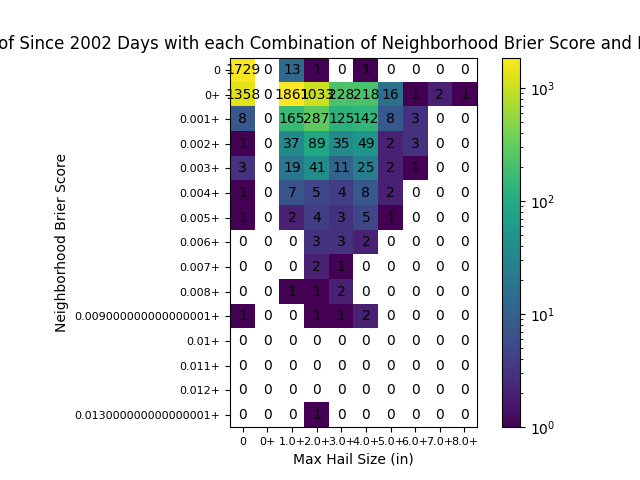 of Since 2002 Days with each Combination of Neighborhood Brier Score and
0 1729 0 13 1 0 1 0 0 0 0
0+ 1358 0 1861 1033 228 218 16 1 2 1
0.001+ 8 0 165 287 125 142 8 3 0 0
0.002+ 1 0 37 89 35 49 2 3 0 0
0.003+ 3 0 19 41 11 25 2 1 0 0
0.004+ 1 0 7 5 4 8 2 0 0 0
0.005+ 1 0 2 4 3 5 1 0 0 0
0.006+ 0 0 0 3 3 2 0 0 0 0
0.007+ 0 0 0 2 1 0 0 0 0 0
0.008+ 0 0 1 1 2 0 0 0 0 0
0.009000000000000001+ 1 0 0 1 1 2 0 0 0 0
0.01+ 0 0 0 0 0 0 0 0 0 0
0.011+ 0 0 0 0 0 0 0 0 0 0
0.012+ 0 0 0 0 0 0 0 0 0 0
0.013000000000000001+ 0 0 0 1 0 0 0 0 0 0
0 0+ 1.0+ 2.0+ 3.0+ 4.0+ 5.0+ 6.0+ 7.0+ 8.0+
Max Hail Size (in)
Neighborhood Brier Score
10³
10²
10¹
10⁰